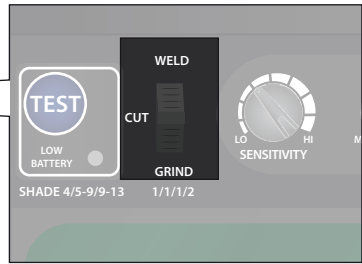 WELD
TEST
CUT
LOW
BATTERY
GRIND
LO
HI
SENSITIVITY
M
SHADE 4/5-9/9-13
1/1/1/2